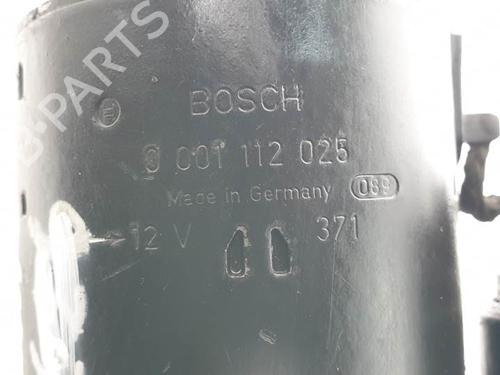 BOSCH
0 001 112 025
Made in Germany 089
12 V 371
B-PARTS